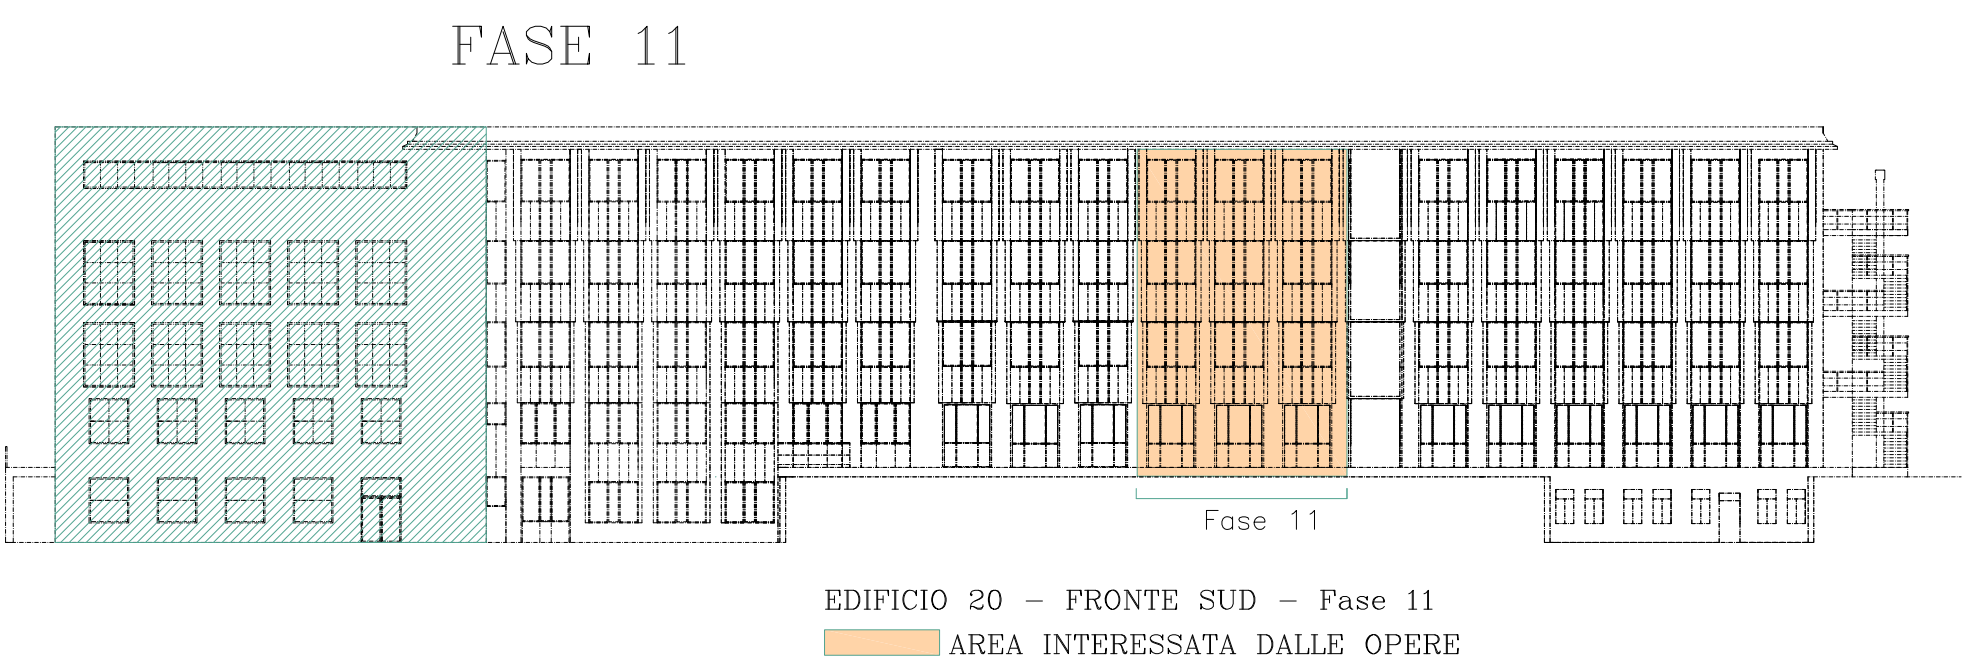 FASE 11
Fase 11
EDIFICIO 20 - FRONTE SUD - Fase 11
AREA INTERESSATA DALLE OPERE